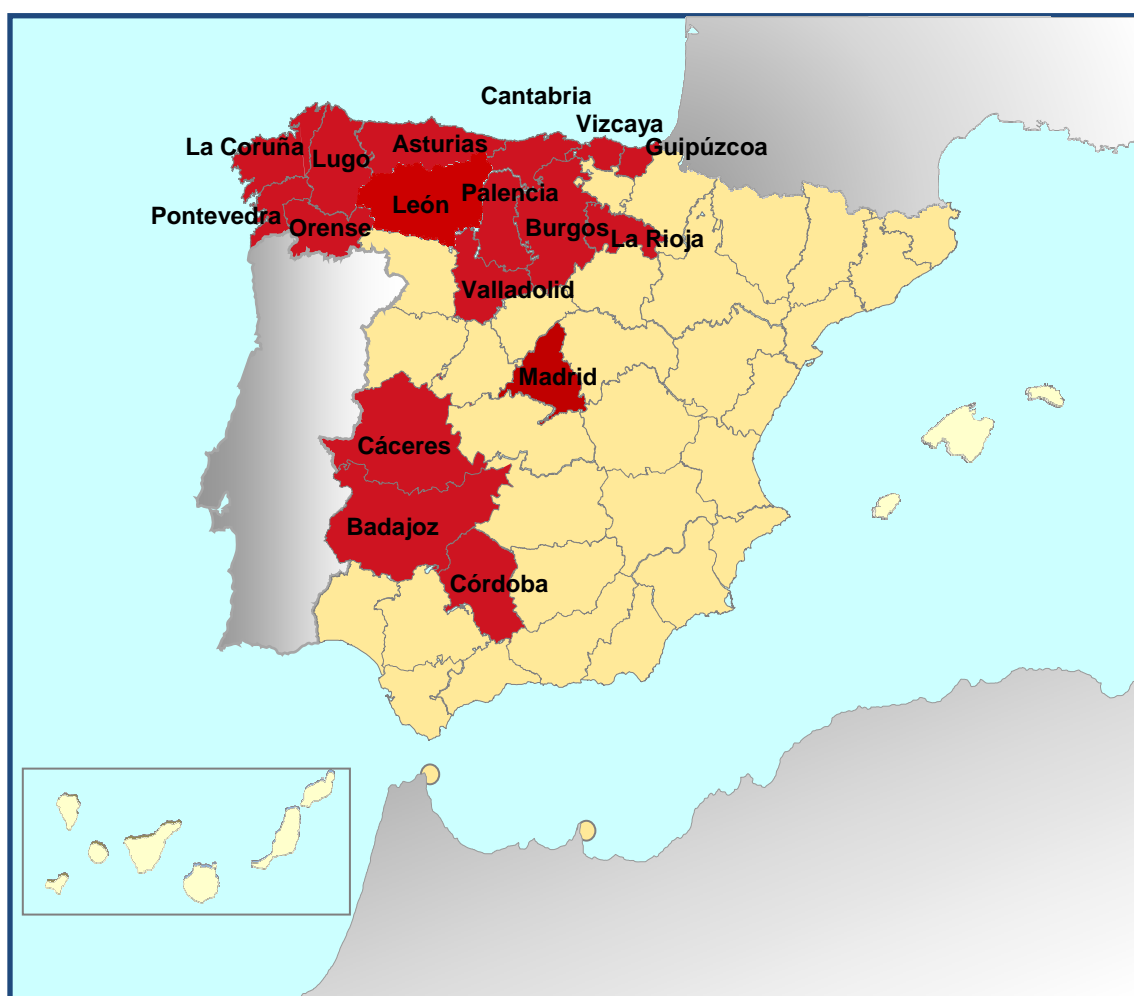 Cantabria
Vizcaya
La Coruña
Lugo
Asturias
Guipúzcoa
Pontevedra
Orense
León
Palencia
Burgos
La Rioja
Valladolid
Madrid
Cáceres
Badajoz
Córdoba